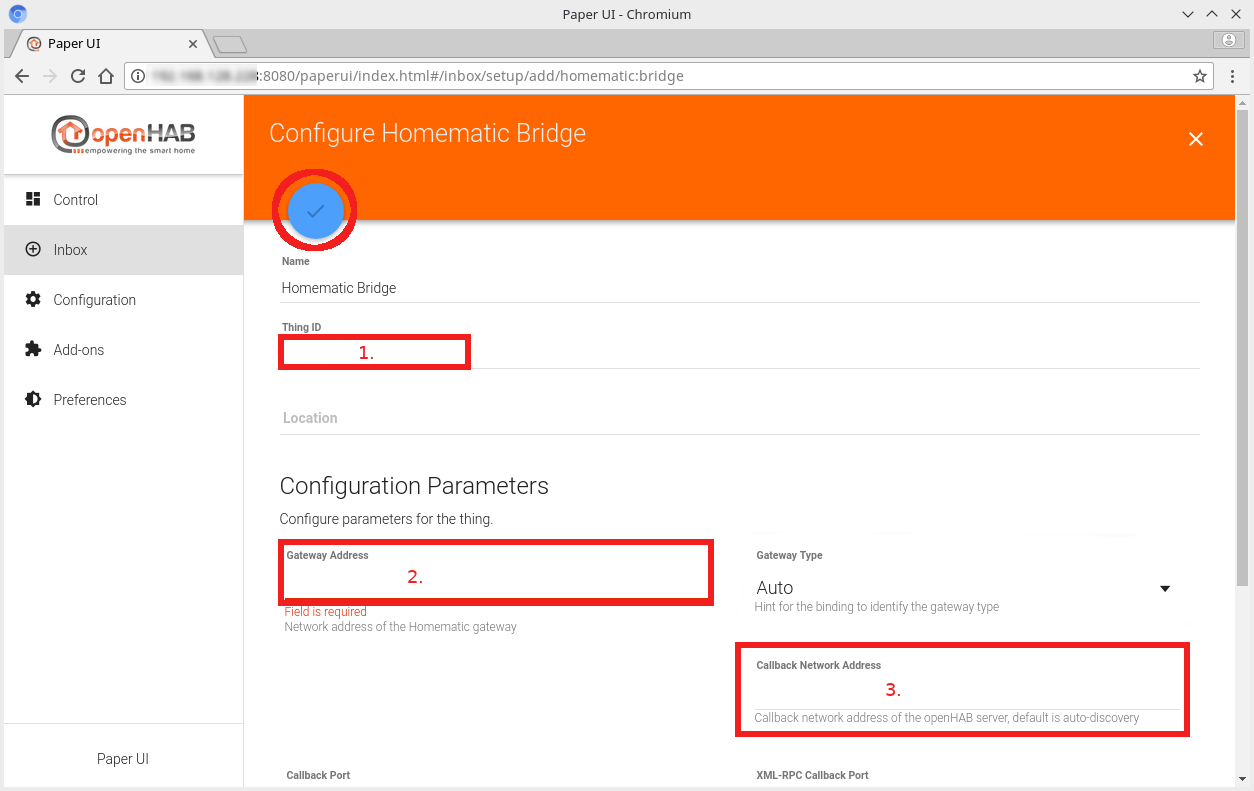 Paper UI - Chromium
Paper UI
:8080/paperui/index.html#/inbox/setup/add/homematic:bridge
openHAB
empowering the smart home
Control
Inbox
Configuration
Add-ons
Preferences
Paper UI
Configure Homematic Bridge
Name
Homematic Bridge
Thing ID
1.
Location
Configuration Parameters
Configure parameters for the thing.
Gateway Address
2.
Field is required
Network address of the Homematic gateway
Gateway Type
Auto
Hint for the binding to identify the gateway type
Callback Network Address
3.
Callback network address of the openHAB server, default is auto-discovery
Callback Port
XML-RPC Callback Port